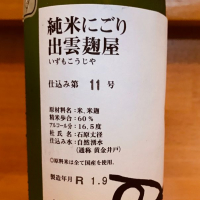 純米にごり
出雲麹屋
いずもこうじや
仕込み第 11 号
原材料名：米、米麹
精米歩合：60％
アルコール分：16.5度
杜氏名：石原丈径
仕込み水：自然湧水
（通称 黄金井戸）
○原料米は全て国産を使用。
製造年月 R 1.9